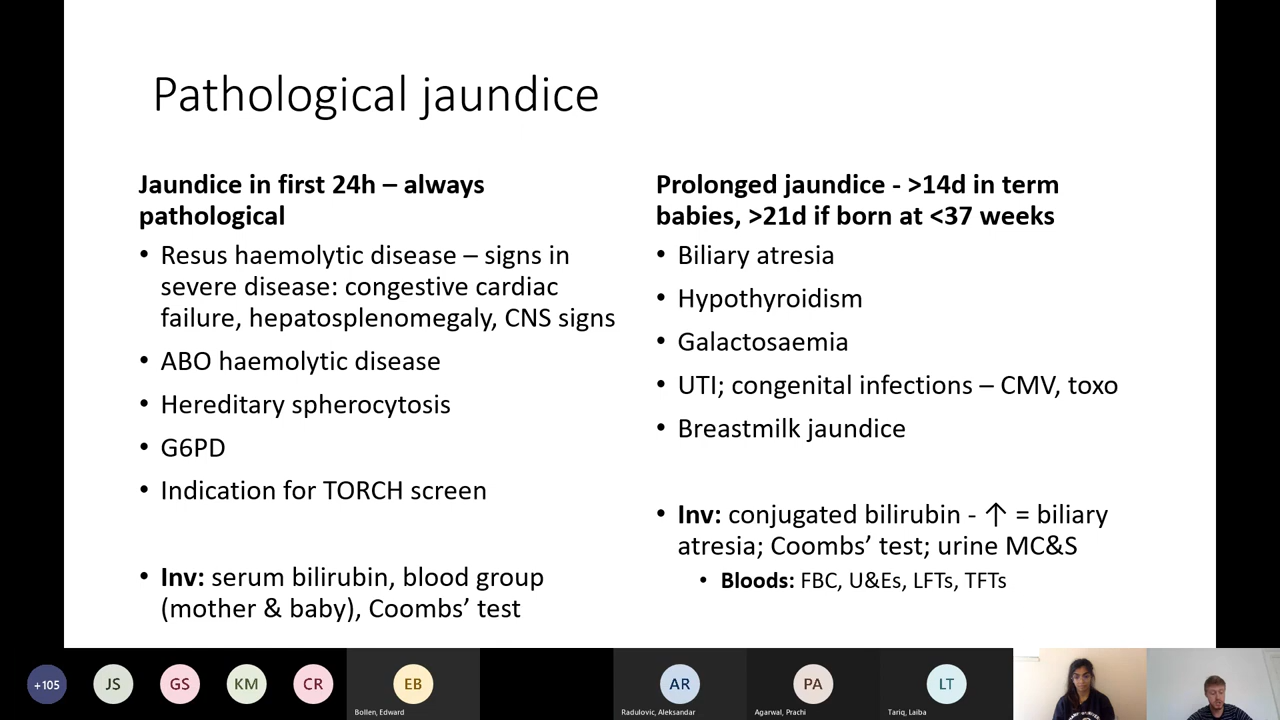 Pathological jaundice
Jaundice in first 24h – always
pathological
• Resus haemolytic disease – signs in
severe disease: congestive cardiac
failure, hepatosplenomegaly, CNS signs
• ABO haemolytic disease
• Hereditary spherocytosis
• G6PD
• Indication for TORCH screen
• Inv: serum bilirubin, blood group
(mother & baby), Coombs’ test
Prolonged jaundice - >14d in term
babies, >21d if born at <37 weeks
• Biliary atresia
• Hypothyroidism
• Galactosaemia
• UTI; congenital infections – CMV, toxo
• Breastmilk jaundice
• Inv: conjugated bilirubin - ↑ = biliary
atresia; Coombs’ test; urine MC&S
• Bloods: FBC, U&Es, LFTs, TFTs
+105
JS
GS
KM
CR
EB
Bollen, Edward
AR
Radulovic, Aleksandar
PA
Agarwal, Prachi
LT
Tariq, Laiba